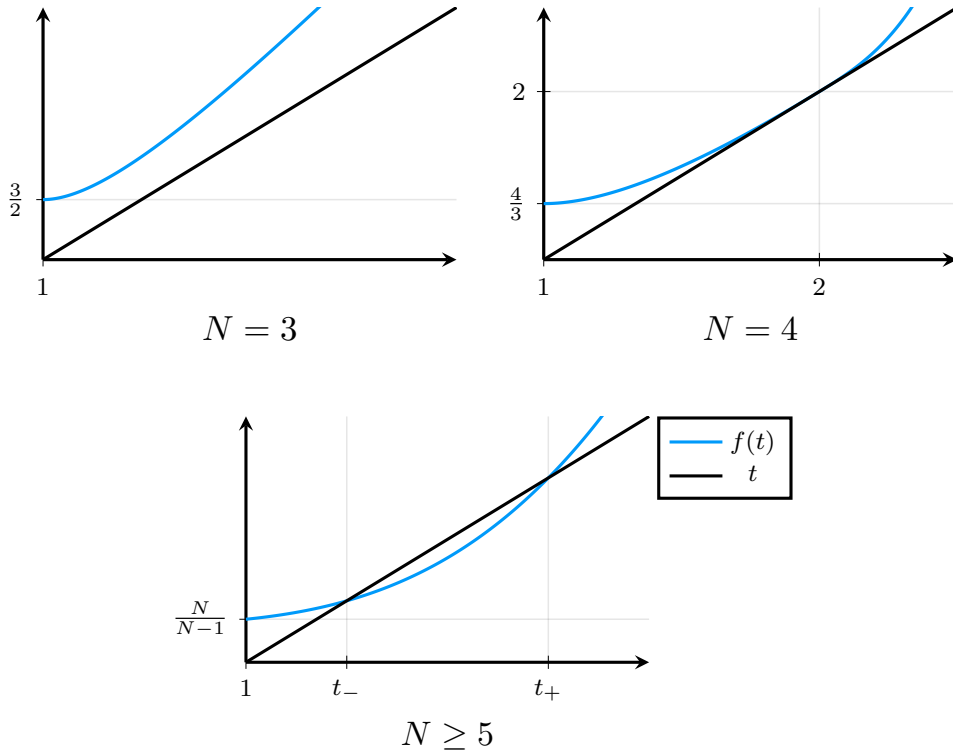 3/2
1
N = 3
2
4/3
1 2
N = 4
f(t)
t
N/N−1
1 t₋ t₊
N ≥ 5